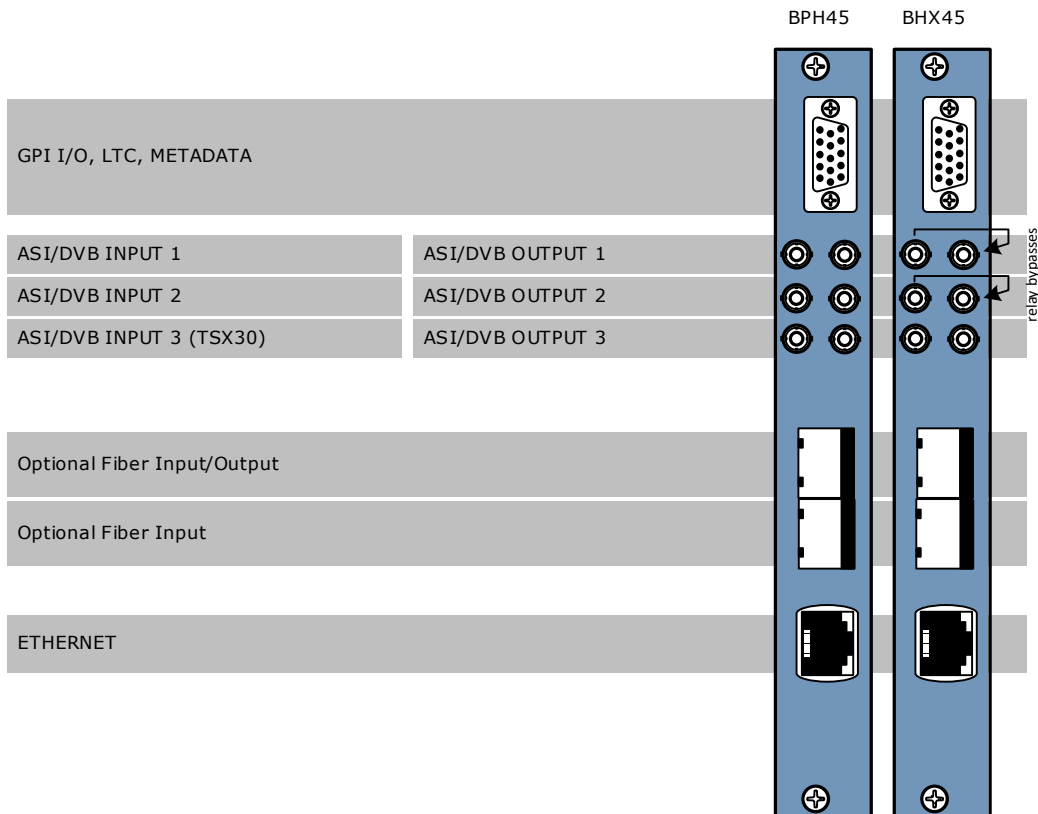 BPH45 BHX45
GPI I/O, LTC, METADATA
ASI/DVB INPUT 1 ASI/DVB OUTPUT 1
ASI/DVB INPUT 2 ASI/DVB OUTPUT 2
ASI/DVB INPUT 3 (TSX30) ASI/DVB OUTPUT 3
relay bypasses
Optional Fiber Input/Output
Optional Fiber Input
ETHERNET